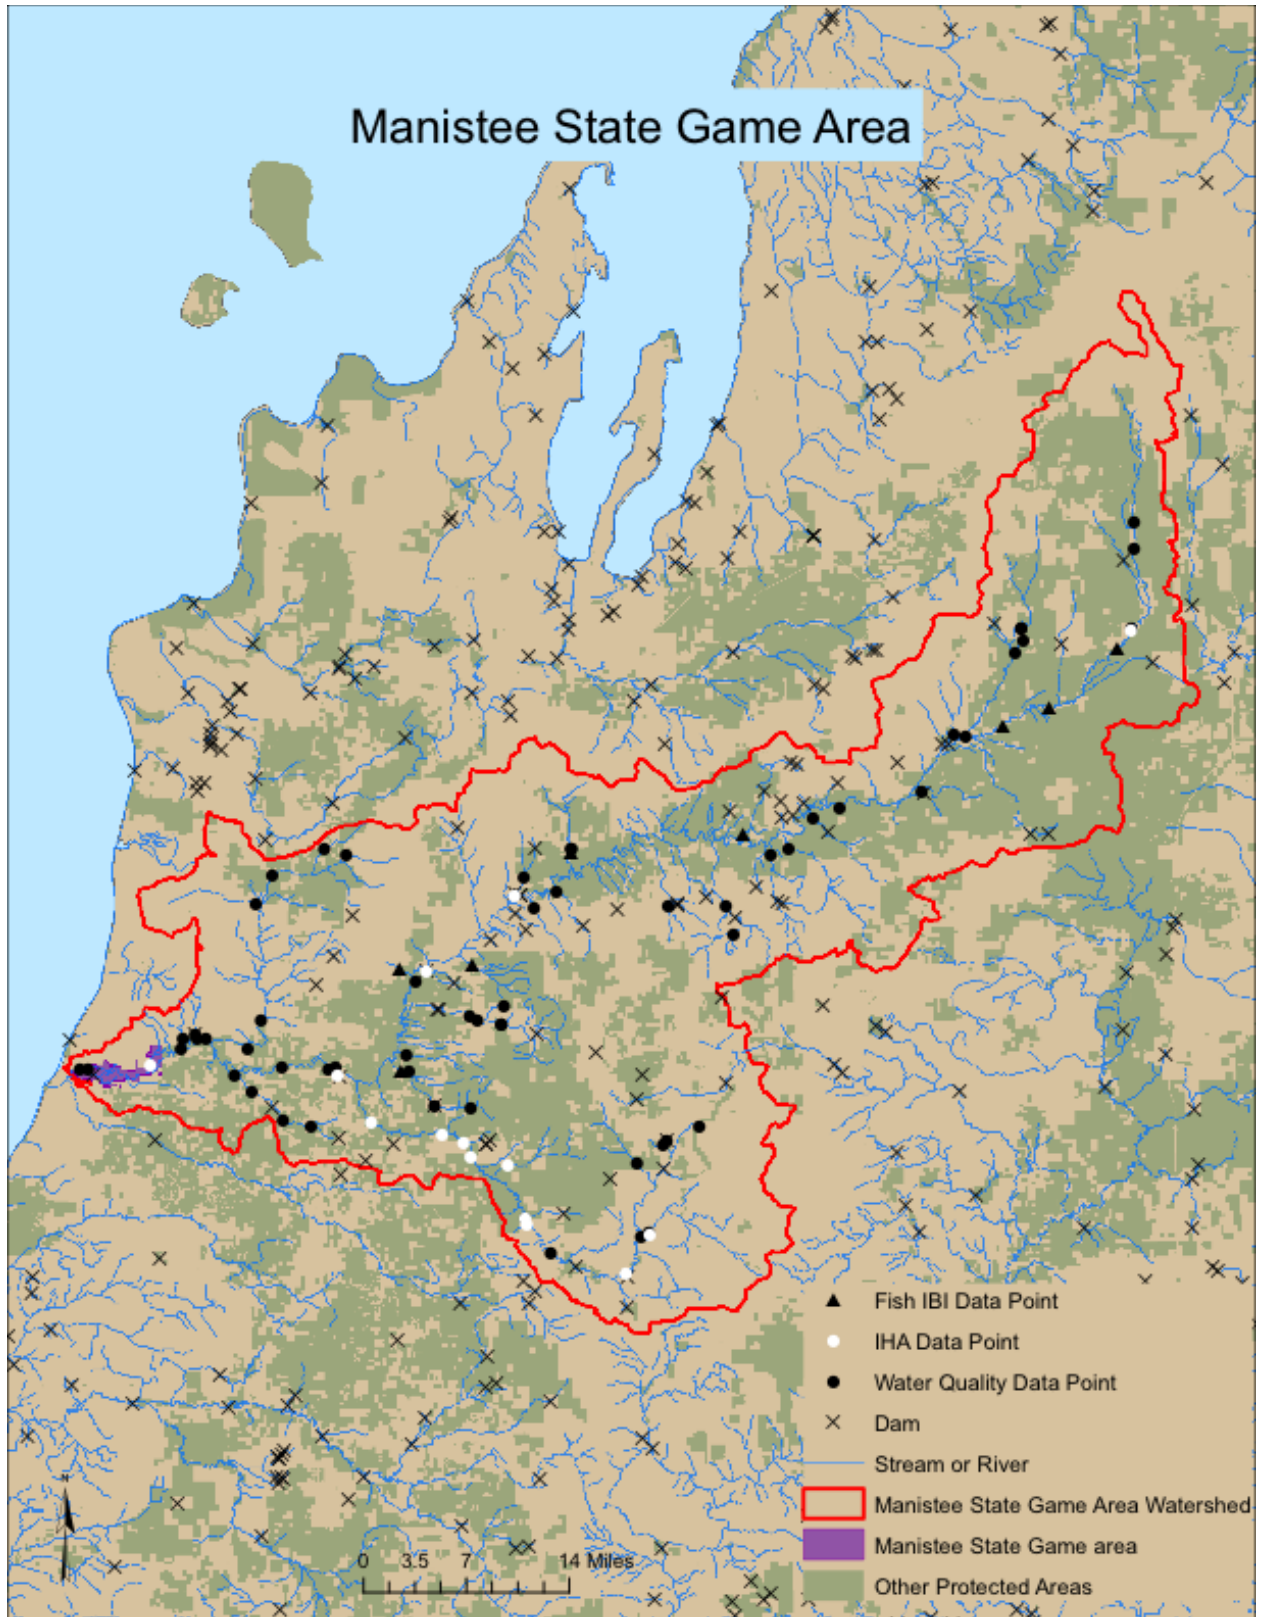 Manistee State Game Area
Fish IBI Data Point
IHA Data Point
Water Quality Data Point
Dam
Stream or River
Manistee State Game Area Watershed
Manistee State Game area
Other Protected Areas
N
0 3.5 7 14 Miles